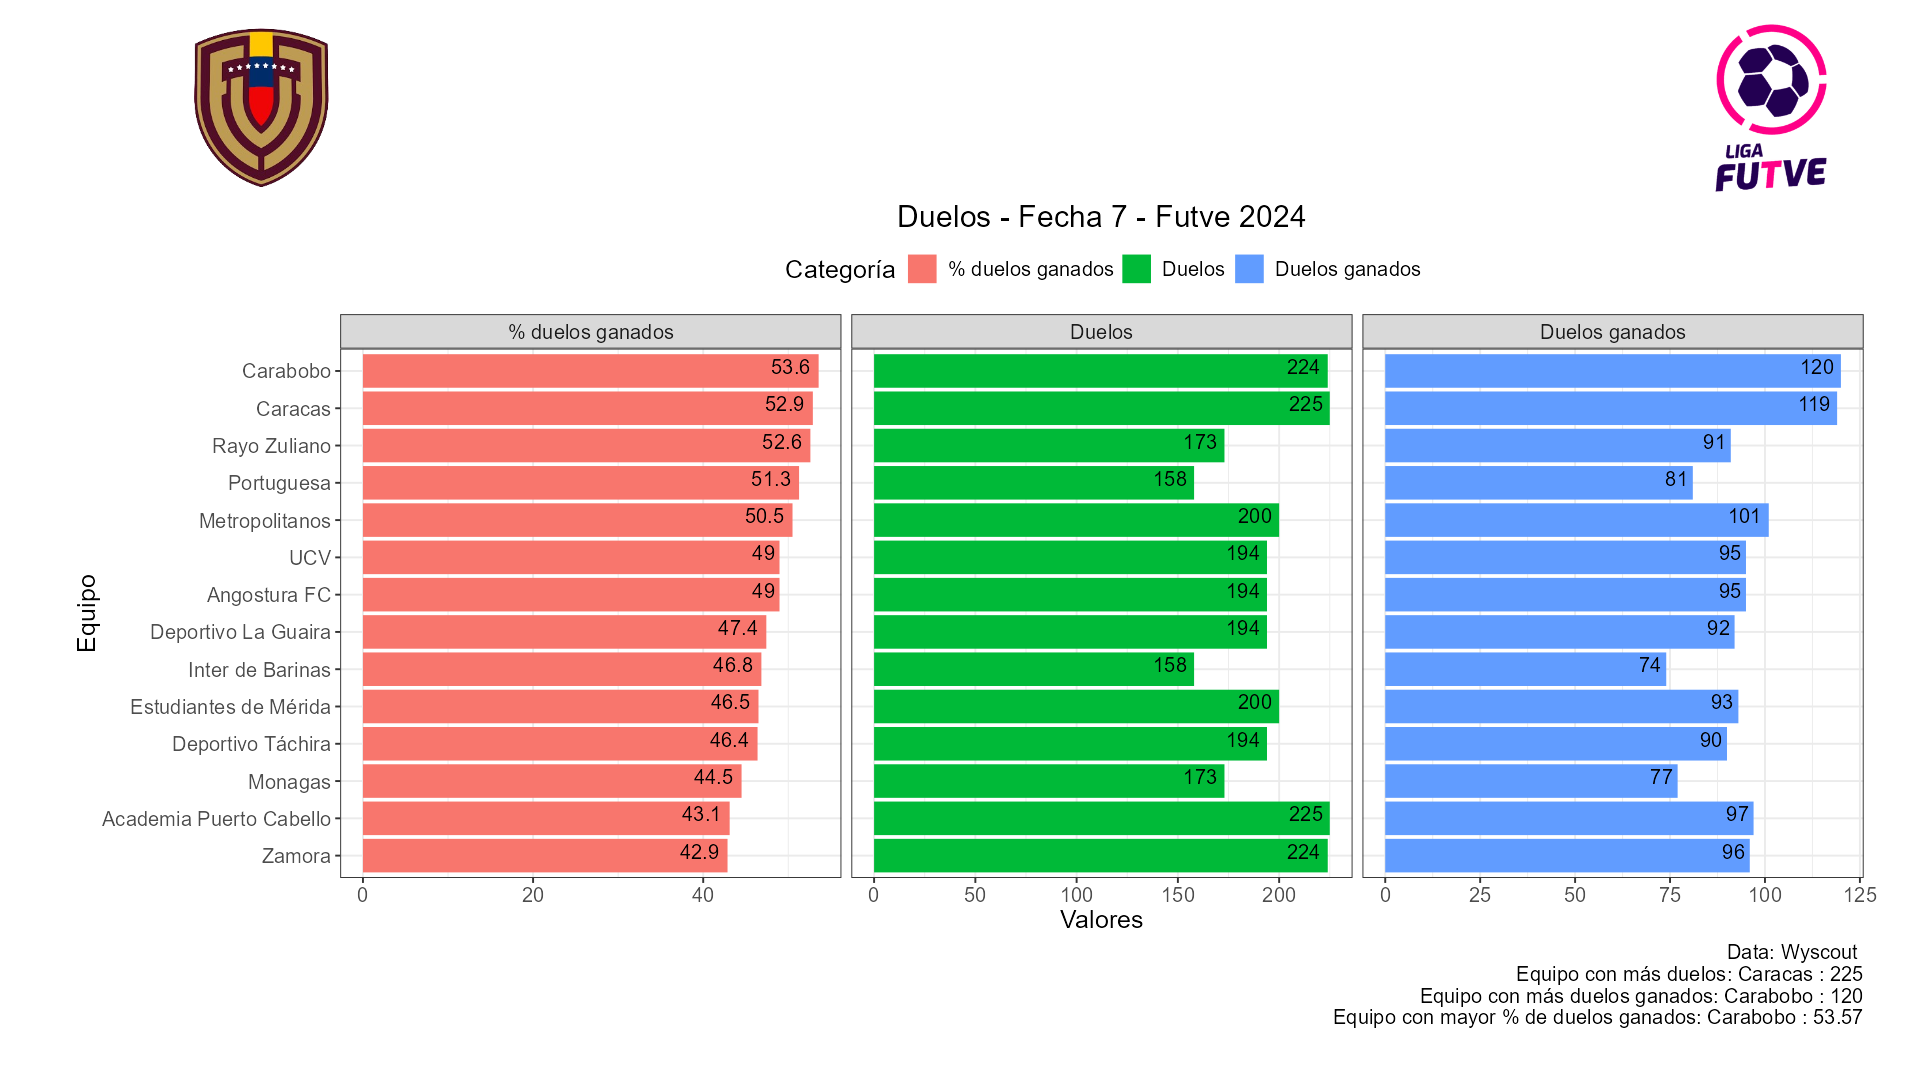 LIGA
FUTVE
Duelos - Fecha 7 - Futve 2024
Categoría % duelos ganados Duelos Duelos ganados
% duelos ganados Duelos Duelos ganados
Carabobo 53.6 224 120
Caracas 52.9 225 119
Rayo Zuliano 52.6 173 91
Portuguesa 51.3 158 81
Metropolitanos 50.5 200 101
UCV 49 194 95
Angostura FC 49 194 95
Deportivo La Guaira 47.4 194 92
Inter de Barinas 46.8 158 74
Estudiantes de Mérida 46.5 200 93
Deportivo Táchira 46.4 194 90
Monagas 44.5 173 77
Academia Puerto Cabello 43.1 225 97
Zamora 42.9 224 96
Equipo
0 20 40 0 50 100 150 200 0 25 50 75 100 125
Valores
Data: Wyscout
Equipo con más duelos: Caracas : 225
Equipo con más duelos ganados: Carabobo : 120
Equipo con mayor % de duelos ganados: Carabobo : 53.57